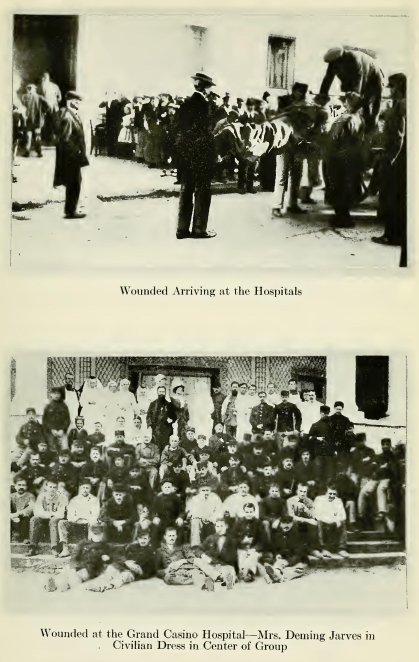 Wounded Arriving at the Hospitals
Wounded at the Grand Casino Hospital—Mrs. Deming Jarves in
Civilian Dress in Center of Group